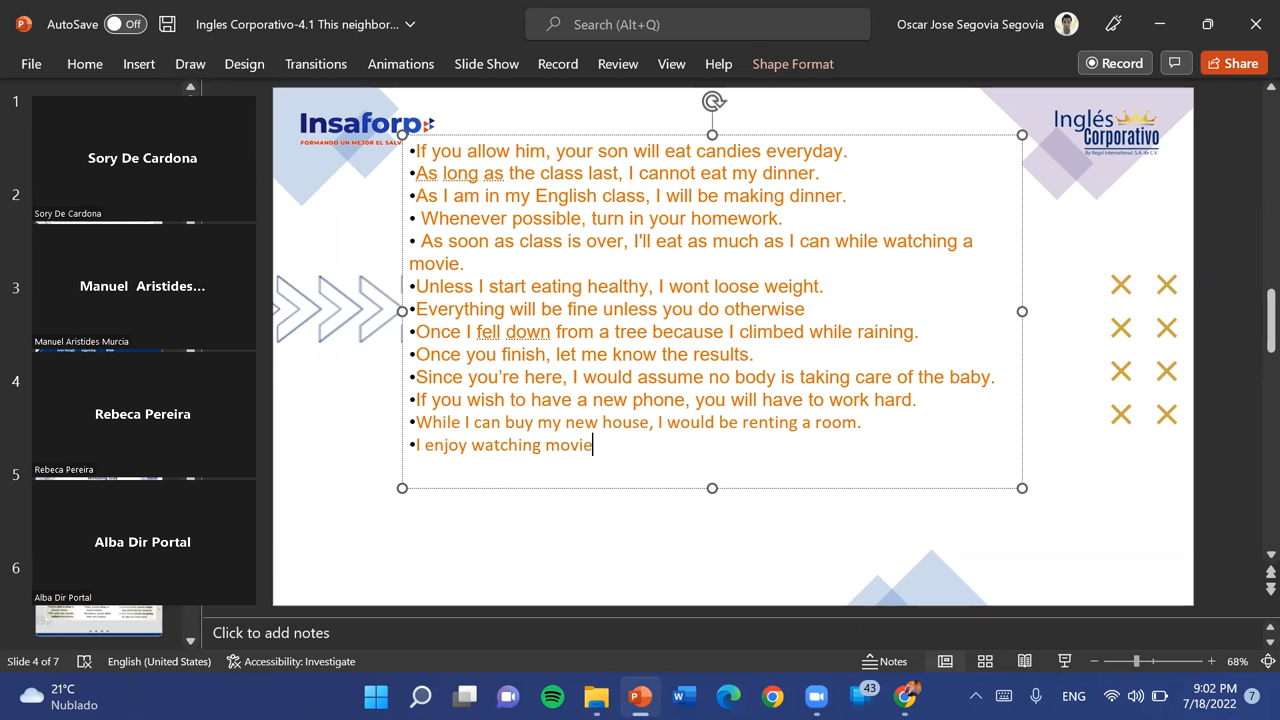 AutoSave Off Ingles Corporativo-4.1 This neighbor... Search (Alt+Q) Oscar Jose Segovia Segovia
File Home Insert Draw Design Transitions Animations Slide Show Record Review View Help Shape Format Record Share
1
Sory De Cardona
Sory De Cardona
2
Manuel Aristides...
Manuel Aristides Murcia
3
Rebeca Pereira
Rebeca Pereira
4
Alba Dir Portal
Alba Dir Portal
5
6
Insaforp
FORMANDO UN MEJOR EL SALV
Inglés
Corporativo
By Regal International, S.A. de C.V.
•If you allow him, your son will eat candies everyday.
•As long as the class last, I cannot eat my dinner.
•As I am in my English class, I will be making dinner.
• Whenever possible, turn in your homework.
• As soon as class is over, I'll eat as much as I can while watching a
movie.
•Unless I start eating healthy, I wont loose weight.
•Everything will be fine unless you do otherwise
•Once I fell down from a tree because I climbed while raining.
•Once you finish, let me know the results.
•Since you're here, I would assume no body is taking care of the baby.
•If you wish to have a new phone, you will have to work hard.
•While I can buy my new house, I would be renting a room.
•I enjoy watching movie
Click to add notes
Slide 4 of 7 English (United States) Accessibility: Investigate Notes 68%
21°C
Nublado
43
ENG
9:02 PM
7/18/2022
7